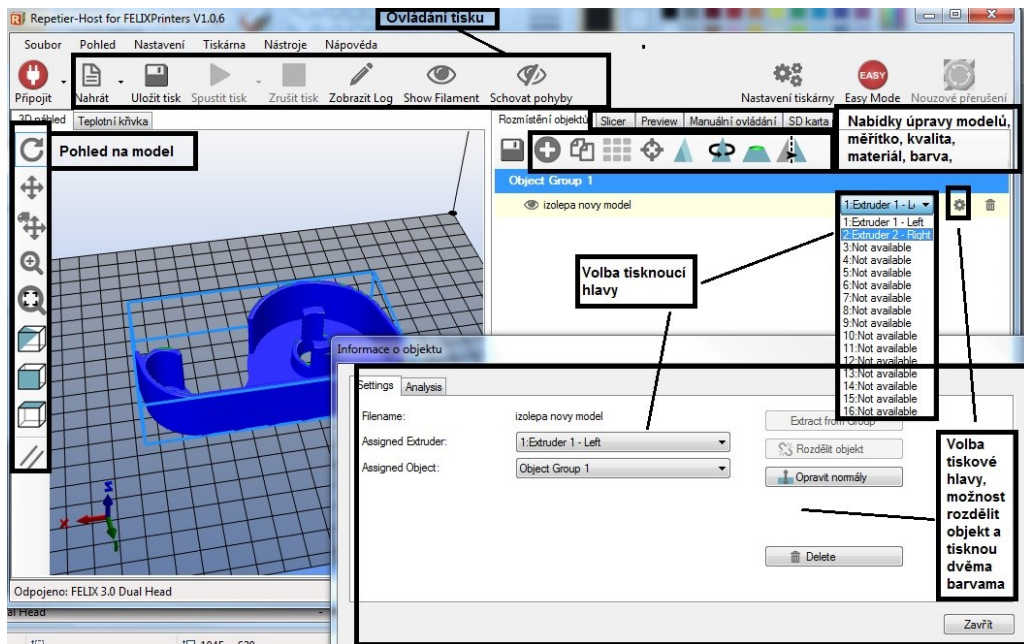 Repetier-Host for FELIXPrinters V1.0.6
Ovládání tisku
Soubor Pohled Nastavení Tiskárna Nástroje Nápověda
Připojit Nahrát Uložit tisk Spustit tisk Zrušit tisk Zobrazit Log Show Filament Schovat pohyby Nastavení tiskárny Easy Mode Nouzové přerušení
EASY
3D náhled Teplotní křivka
Rozmístění objektů Slicer Preview Manuální ovládání SD karta
Nabídky úpravy modelů,
měřítko, kvalita,
materiál, barva,
Pohled na model
Object Group 1
izolepa novy model
1:Extruder 1 - L
1:Extruder 1 - Left
2:Extruder 2 - Right
3:Not available
4:Not available
5:Not available
6:Not available
7:Not available
8:Not available
9:Not available
10:Not available
11:Not available
12:Not available
13:Not available
14:Not available
15:Not available
16:Not available
Volba tisknoucí
hlavy
Informace o objektu
Settings Analysis
Filename: izolepa novy model
Assigned Extruder: 1:Extruder 1 - Left
Assigned Object: Object Group 1
Extract from Group
Rozdělit objekt
Opravit normály
Delete
Zavřít
Volba
tiskové
hlavy,
možnost
rozdělit
objekt a
tisknou
dvěma
barvama
Z
X
Odpojeno: FELIX 3.0 Dual Head
al Head